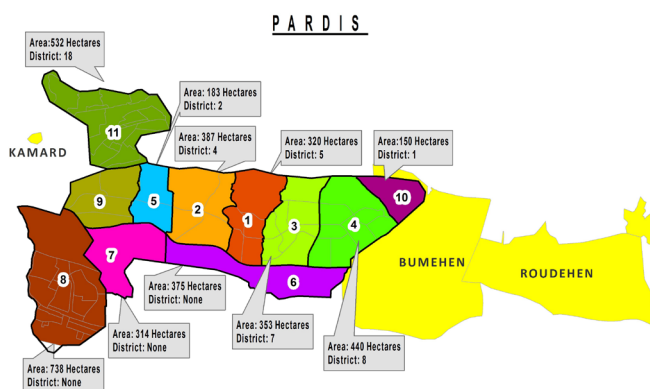 PARDIS
Area:532 Hectares
District: 18
Area: 183 Hectares
District: 2
Area: 387 Hectares
District: 4
Area: 320 Hectares
District: 5
Area:150 Hectares
District: 1
11
KAMARD
10
9
5
2
1
3
4
7
8
6
BUMEHEN
ROUDEHEN
Area: 375 Hectares
District: None
Area: 314 Hectares
District: None
Area: 353 Hectares
District: 7
Area: 440 Hectares
District: 8
Area: 738 Hectares
District: None